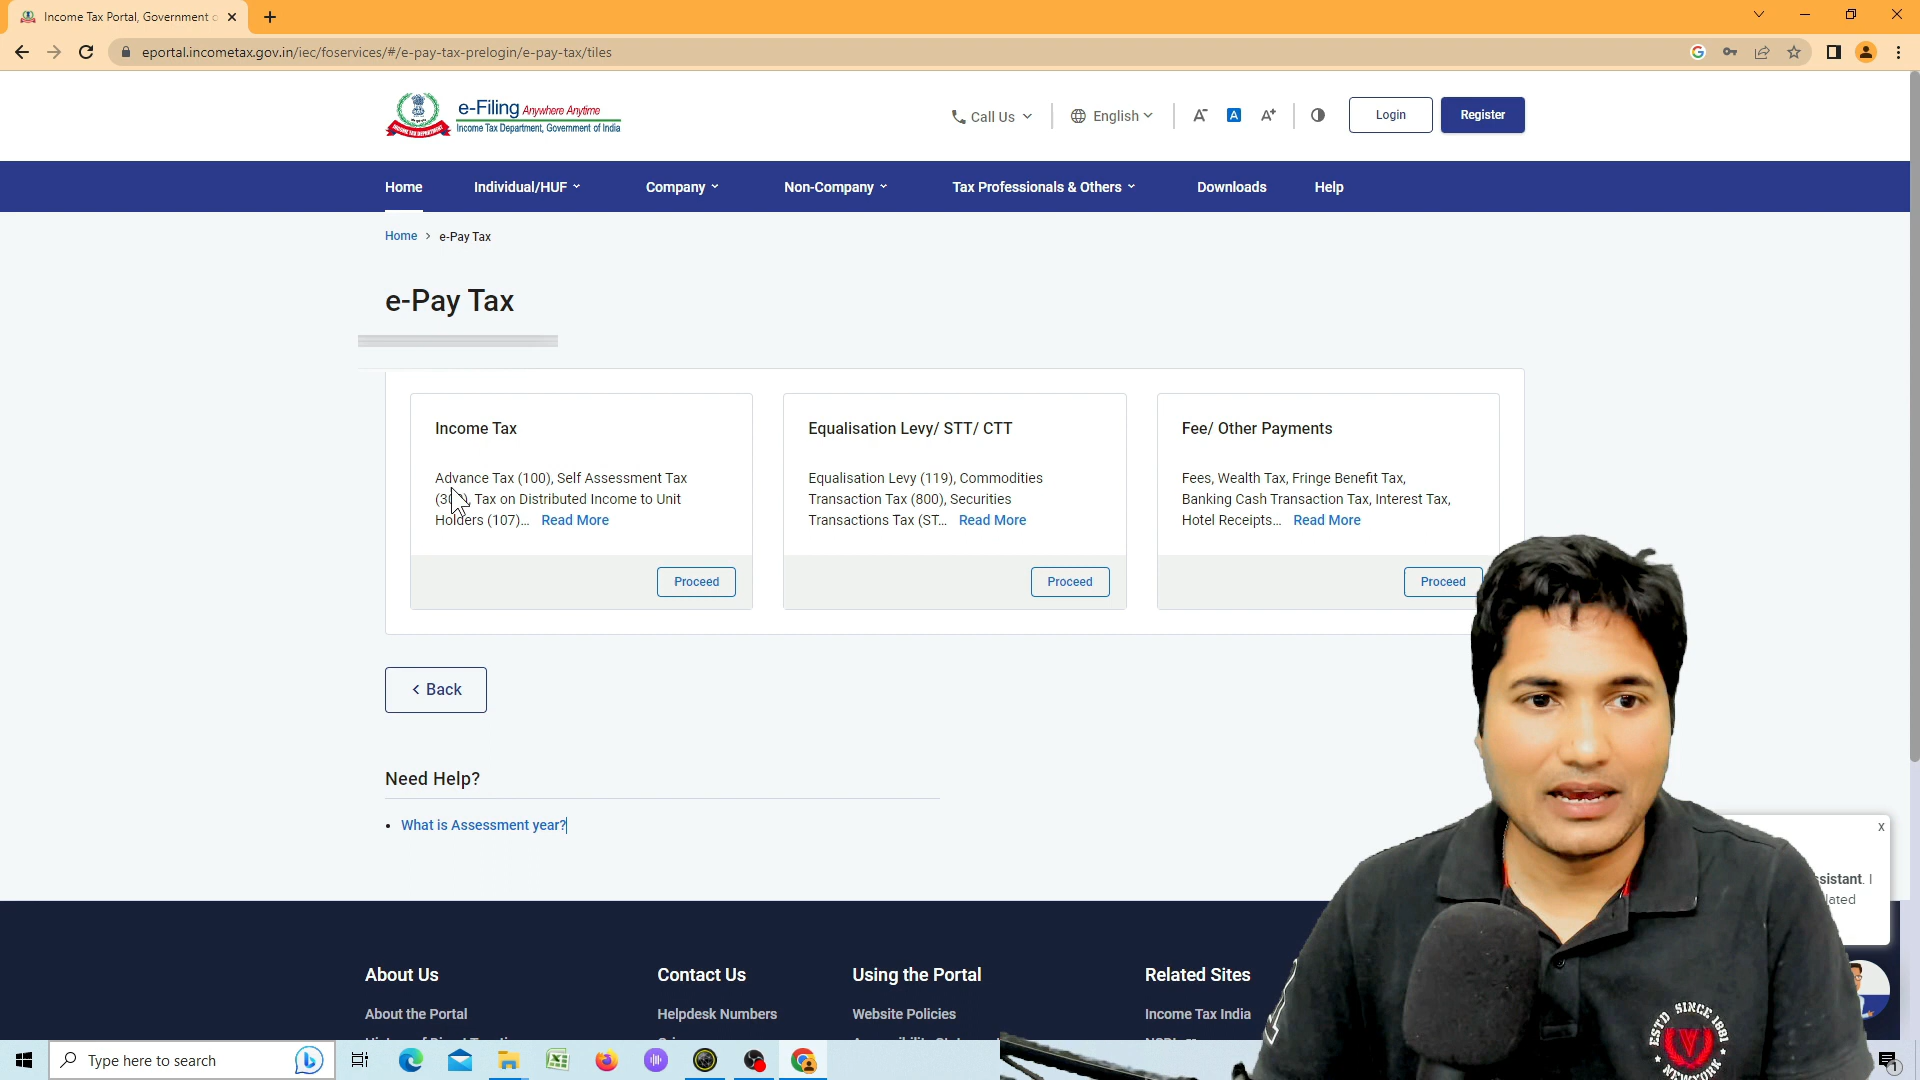 Income Tax Portal, Government o
eportal.incometax.gov.in/iec/foservices/#/e-pay-tax-prelogin/e-pay-tax/tiles
e-Filing Anywhere Anytime
Income Tax Department, Government of India
Call Us
English
A-
A
A+
Login
Register
Home
Individual/HUF
Company
Non-Company
Tax Professionals & Others
Downloads
Help
Home > e-Pay Tax
e-Pay Tax
Income Tax
Advance Tax (100), Self Assessment Tax
Tax on Distributed Income to Unit
Holders (107)... Read More
Proceed
Equalisation Levy/ STT/ CTT
Equalisation Levy (119), Commodities
Transaction Tax (800), Securities
Transactions Tax (ST... Read More
Proceed
Fee/ Other Payments
Fees, Wealth Tax, Fringe Benefit Tax,
Banking Cash Transaction Tax, Interest Tax,
Hotel Receipts... Read More
Proceed
< Back
Need Help?
• What is Assessment year?
x
sistant. I
lated
About Us
About the Portal
Contact Us
Helpdesk Numbers
Using the Portal
Website Policies
Related Sites
Income Tax India
ESTD SINCE 1881
NEWYORK
Type here to search
1